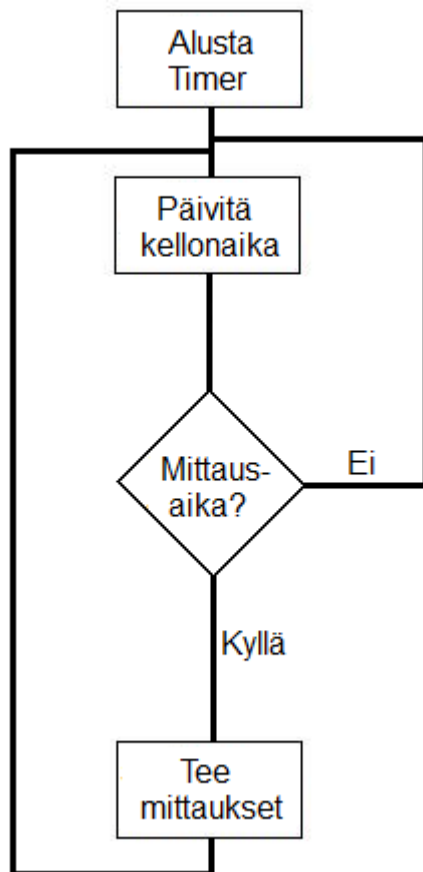 Alusta
Timer
Päivitä
kellonaika
Mittaus-
aika?
Ei
Kyllä
Tee
mittaukset